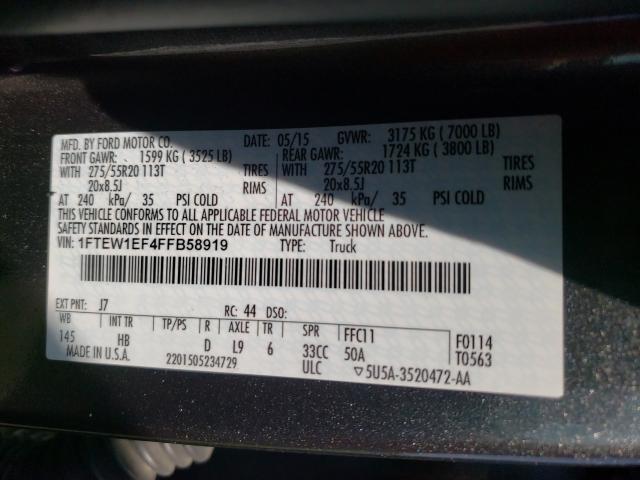 MFD. BY FORD MOTOR CO. DATE: 05/15 GVWR: 3175 KG ( 7000 LB)
FRONT GAWR: 1599 KG ( 3525 LB) REAR GAWR: 1724 KG ( 3800 LB)
WITH 275/55R20 113T TIRES WITH 275/55R20 113T TIRES
20x8.5J RIMS 20x8.5J RIMS
AT 240 kPa/ 35 PSI COLD AT 240 kPa/ 35 PSI COLD
THIS VEHICLE CONFORMS TO ALL APPLICABLE FEDERAL MOTOR VEHICLE
SAFETY STANDARDS IN EFFECT ON THE DATE OF MANUFACTURE SHOWN ABOVE.
VIN: 1FTEW1EF4FFB58919 TYPE: Truck
EXT PNT: J7 RC: 44 DSO:
WB INT TR TP/PS R AXLE TR SPR FFC11 F0114
145 HB D L9 6 33CC 50A T0563
MADE IN U.S.A. 2201505234729 ULC ▽5U5A-3520472-AA